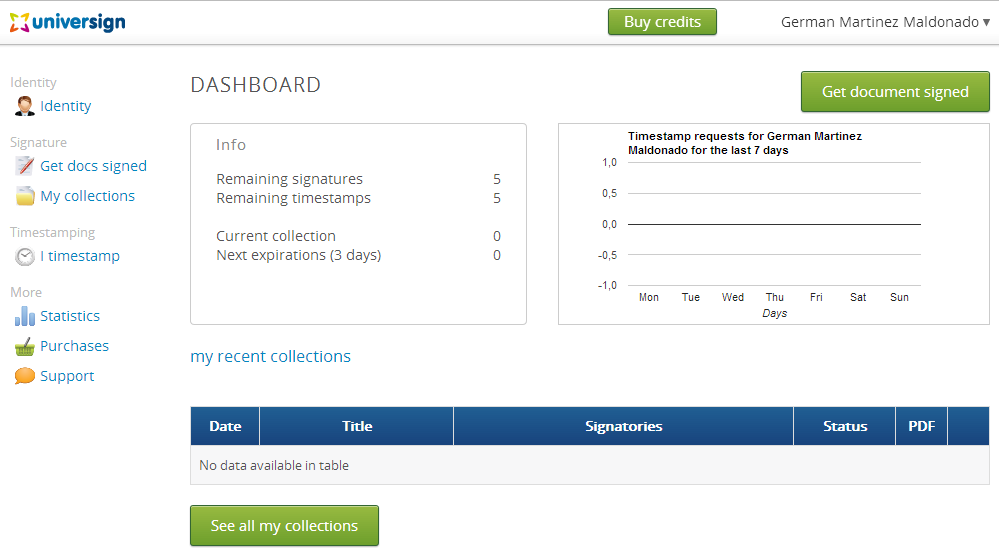 universign
Buy credits
German Martinez Maldonado ▾
Identity
Identity
Signature
Get docs signed
My collections
Timestamping
I timestamp
More
Statistics
Purchases
Support
DASHBOARD
Get document signed
Info
Remaining signatures 5
Remaining timestamps 5
Current collection 0
Next expirations (3 days) 0
Timestamp requests for German Martinez
Maldonado for the last 7 days
1,0
0,5
0,0
-0,5
-1,0
Mon Tue Wed Thu Fri Sat Sun
Days
my recent collections
Date Title Signatories Status PDF
No data available in table
See all my collections